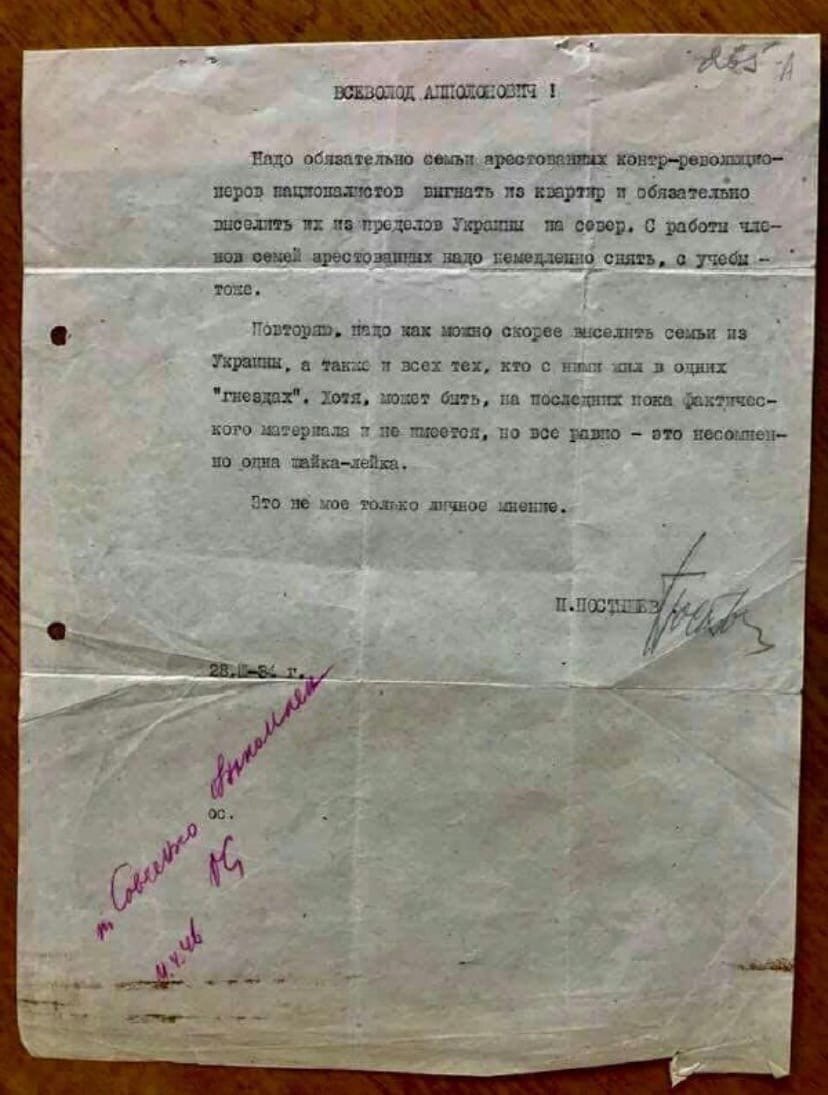 265-А
ВСЕВОЛОД АППОЛОНОВИЧ !
Надо обязательно семьи арестованных контр-революцио-
неров националистов выгнать из квартир и обязательно
выселить их из пределов Украины на север. С работы чле-
нов семей арестованных надо немедленно снять, с учебы -
тоже.
Повторяю, надо как можно скорее выселить семьи из
Украины, а также и всех тех, кто с ними жил в одних
"гнездах". Хотя, может быть, на последних пока фактичес-
кого материала и не имеется, но все равно - это несомнен-
но одна шайка-лейка.
Это не мое только личное мнение.
П.ПОСТЫШЕВ
28.III-34 г.
ос.
т.